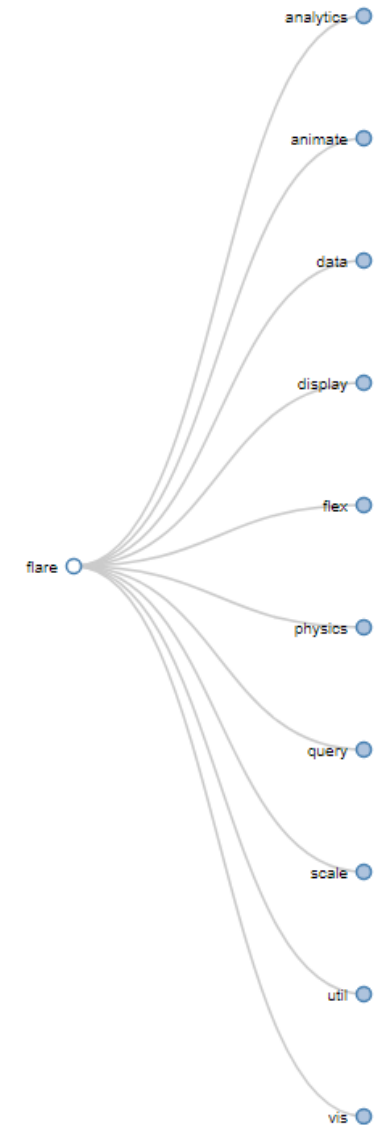 analytics
animate
data
display
flex
flare
physics
query
scale
util
vis